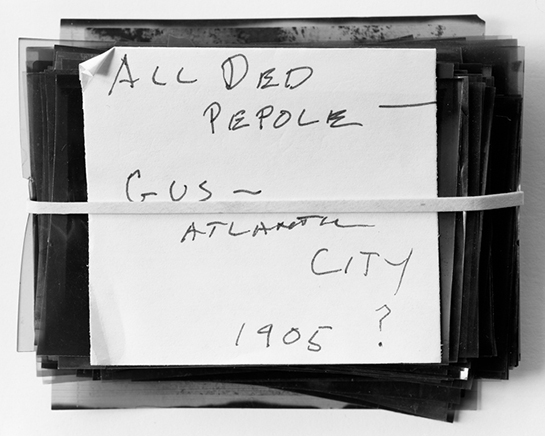 ALL DED
PEPOLE —
GUS ~
ATLANTIC
CITY
1905 ?